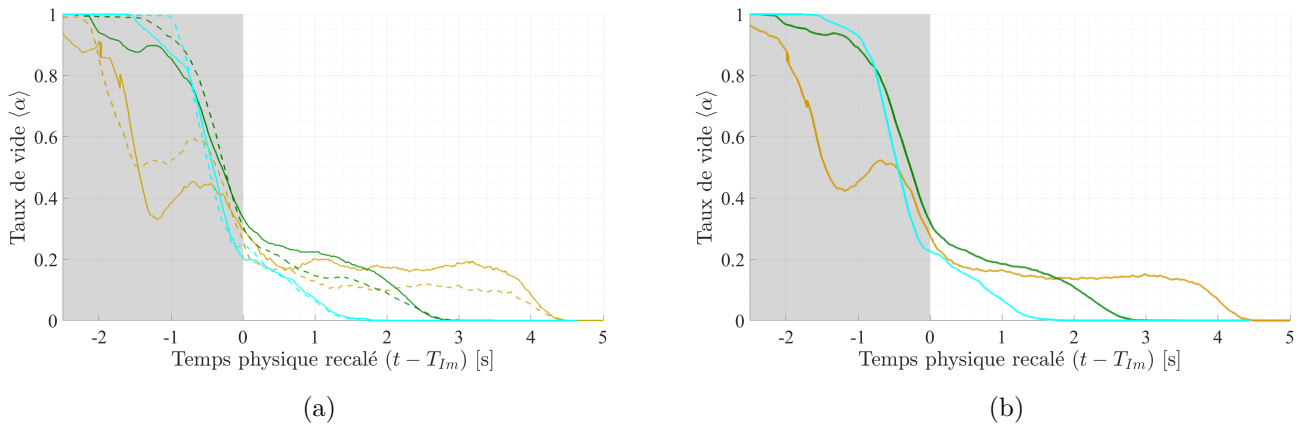 1
0.8
0.6
0.4
0.2
0
Taux de vide ⟨α⟩
-2 -1 0 1 2 3 4 5
Temps physique recalé (t − T_{Im}) [s]
(a)
1
0.8
0.6
0.4
0.2
0
Taux de vide ⟨α⟩
-2 -1 0 1 2 3 4 5
Temps physique recalé (t − T_{Im}) [s]
(b)